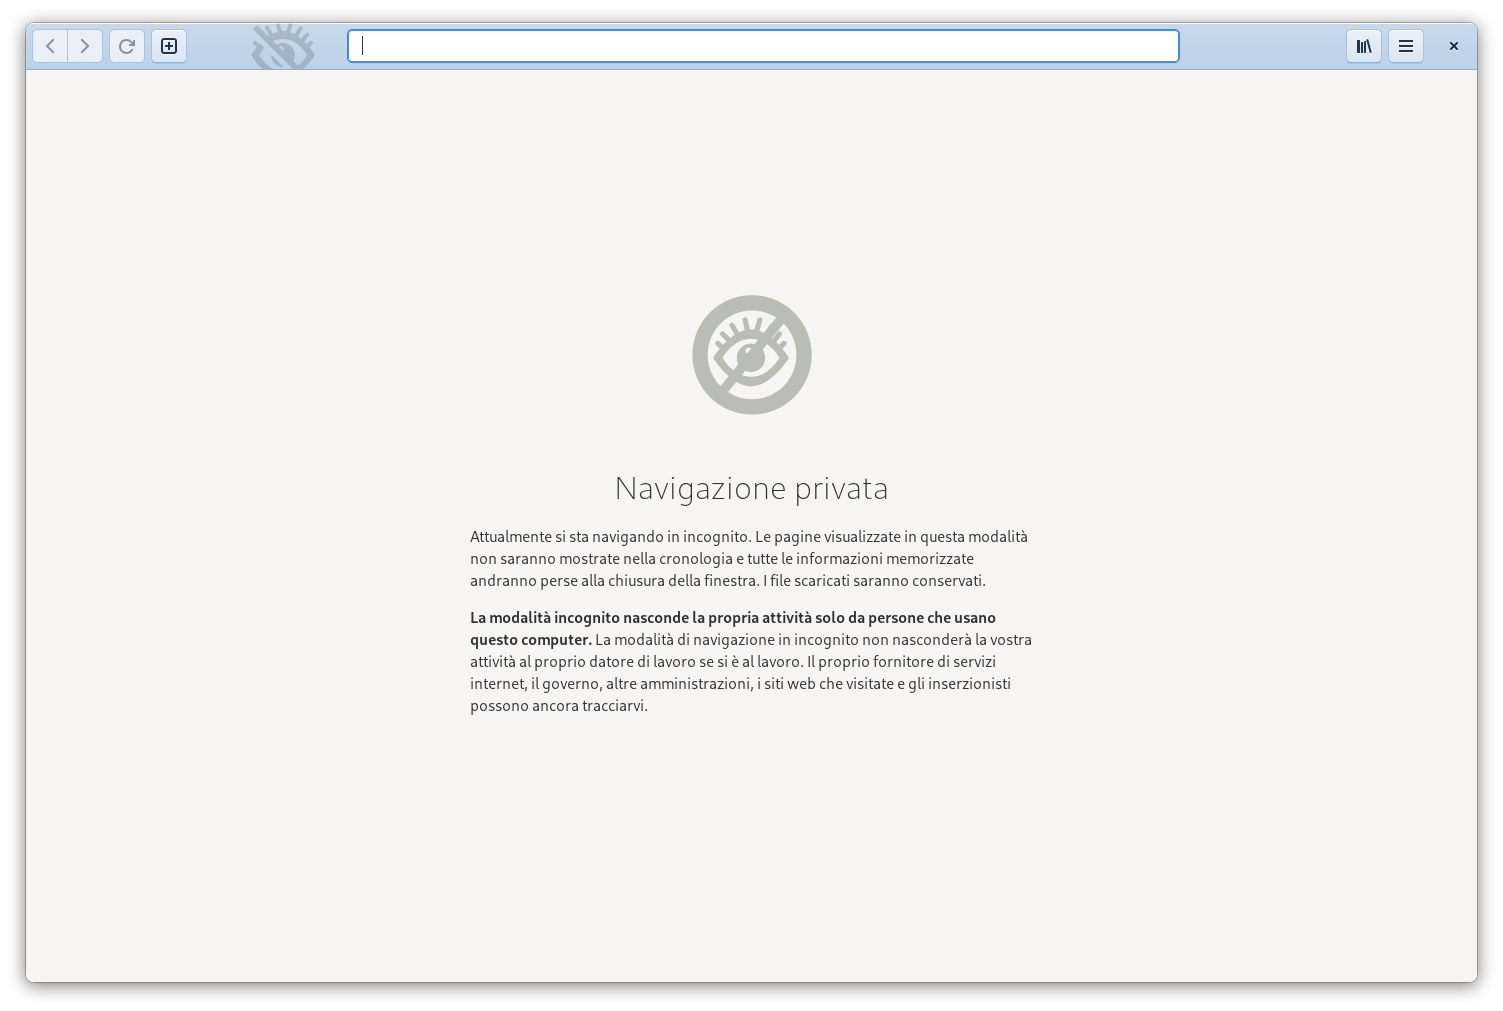 Navigazione privata
Attualmente si sta navigando in incognito. Le pagine visualizzate in questa modalità
non saranno mostrate nella cronologia e tutte le informazioni memorizzate
andranno perse alla chiusura della finestra. I file scaricati saranno conservati.
La modalità incognito nasconde la propria attività solo da persone che usano
questo computer. La modalità di navigazione in incognito non nasconderà la vostra
attività al proprio datore di lavoro se si è al lavoro. Il proprio fornitore di servizi
internet, il governo, altre amministrazioni, i siti web che visitate e gli inserzionisti
possono ancora tracciarvi.